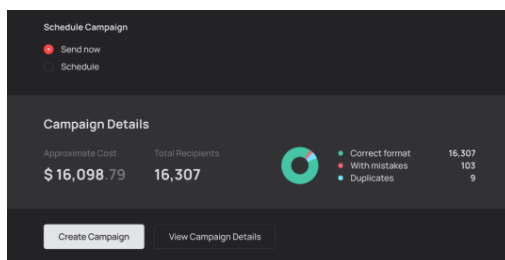 Schedule Campaign
Send now
Schedule
Campaign Details
Approximate Cost
Total Recipients
$ 16,098.79
16,307
Correct format 16,307
With mistakes 103
Duplicates 9
Create Campaign
View Campaign Details